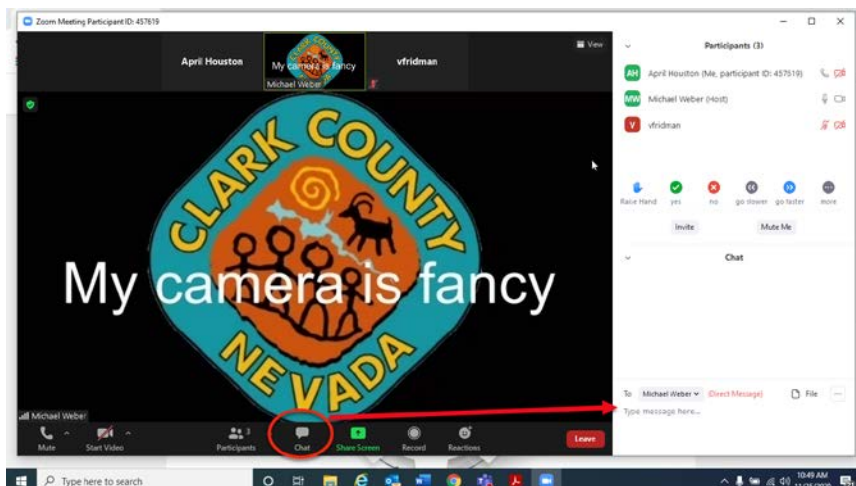 Zoom Meeting Participant ID: 457619
April Houston
My camera is fancy
Michael Weber
vfridman
View
CLARK COUNTY
NEVADA
My camera is fancy
Michael Weber
Mute
Start Video
Participants
3
Chat
Share Screen
Record
Reactions
Leave
Participants (3)
AH
April Houston (Me, participant ID: 457619)
MW
Michael Weber (Host)
V
vfridman
Raise Hand
yes
no
go slower
go faster
more
Invite
Mute Me
Chat
To
Michael Weber
(Direct Message)
File
Type message here...
Type here to search
10:49 AM